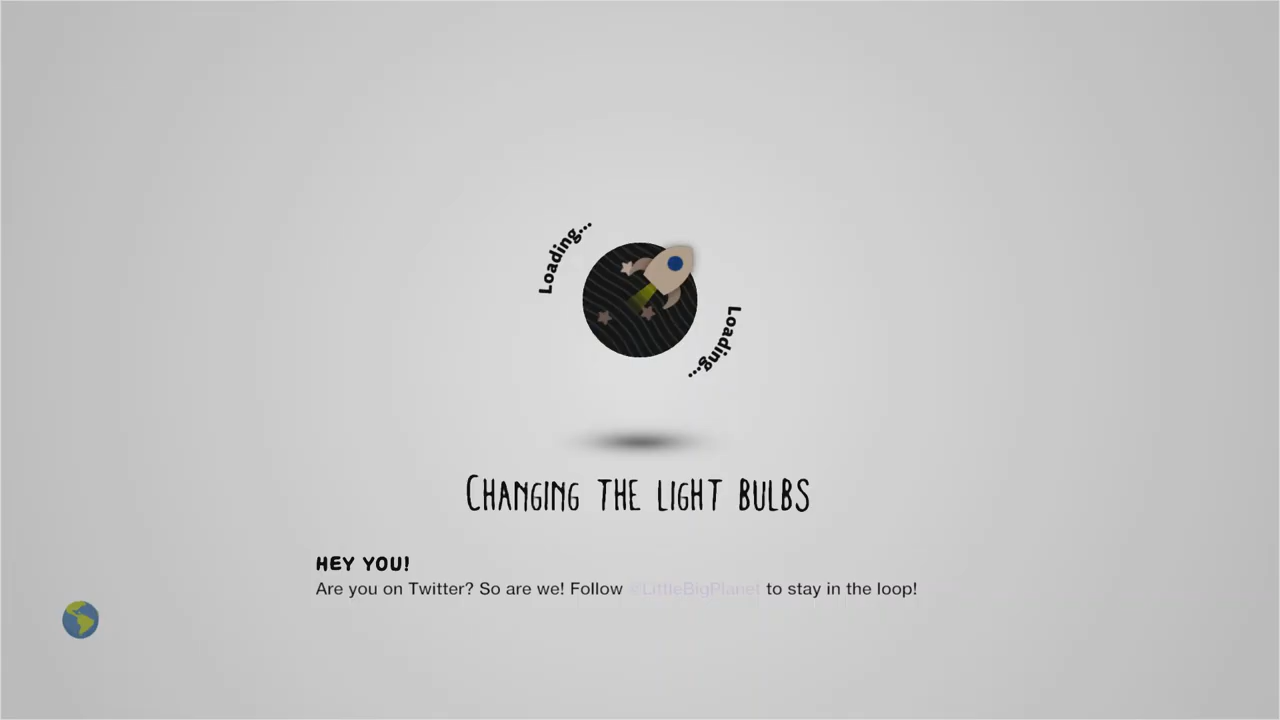 Loading...
Loading...
Changing the light bulbs
HEY YOU!
Are you on Twitter? So are we! Follow @LittleBigPlanet to stay in the loop!